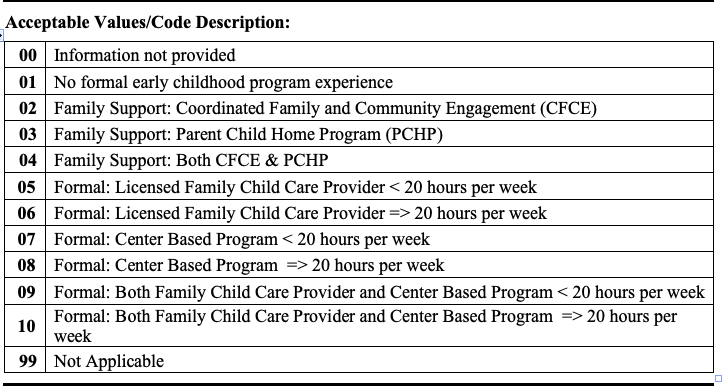 Acceptable Values/Code Description:
00 Information not provided
01 No formal early childhood program experience
02 Family Support: Coordinated Family and Community Engagement (CFCE)
03 Family Support: Parent Child Home Program (PCHP)
04 Family Support: Both CFCE & PCHP
05 Formal: Licensed Family Child Care Provider < 20 hours per week
06 Formal: Licensed Family Child Care Provider => 20 hours per week
07 Formal: Center Based Program < 20 hours per week
08 Formal: Center Based Program => 20 hours per week
09 Formal: Both Family Child Care Provider and Center Based Program < 20 hours per week
10 Formal: Both Family Child Care Provider and Center Based Program => 20 hours per
week
99 Not Applicable